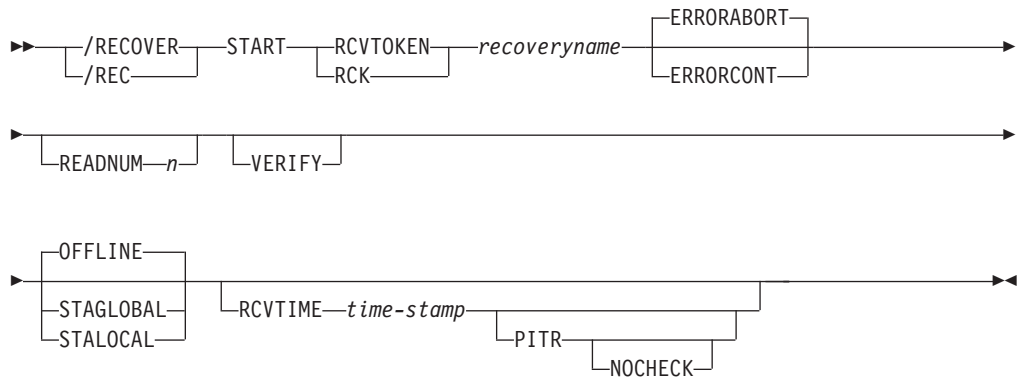 /RECOVER START RCVTOKEN recoveryname ERRORABORT
/REC RCK ERRORCONT
READNUM n VERIFY
OFFLINE
STAGLOBAL RCVTIME time-stamp
STALOCAL PITR
NOCHECK